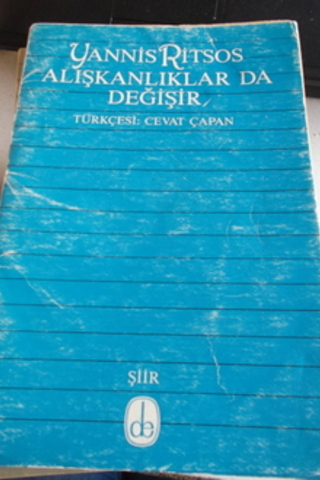 YANNIS RITSOS
ALIŞKANLIKLAR DA
DEĞİŞİR
TÜRKÇESİ: CEVAT ÇAPAN
ŞİİR
de